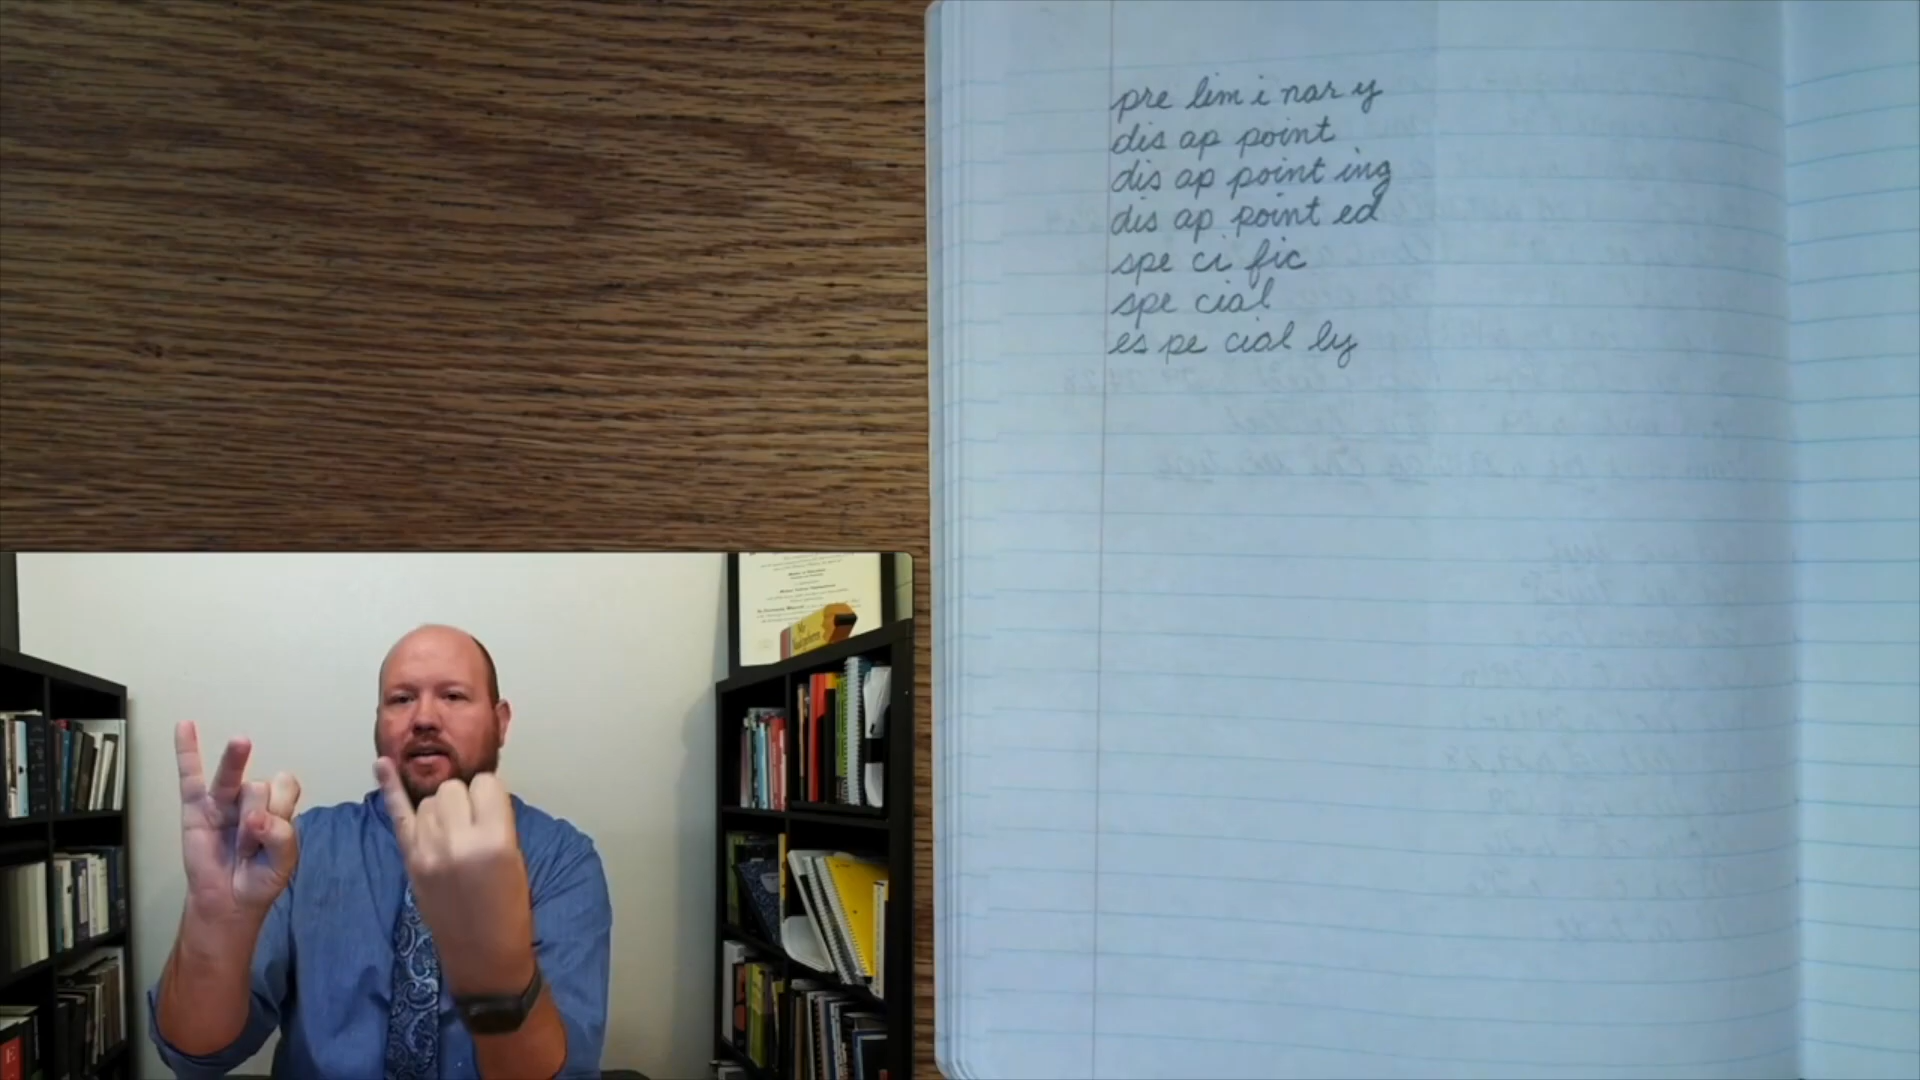 pre lim i nar y
dis ap point
dis ap point ing
dis ap point ed
spe ci fic
spe cial
es pe cial ly